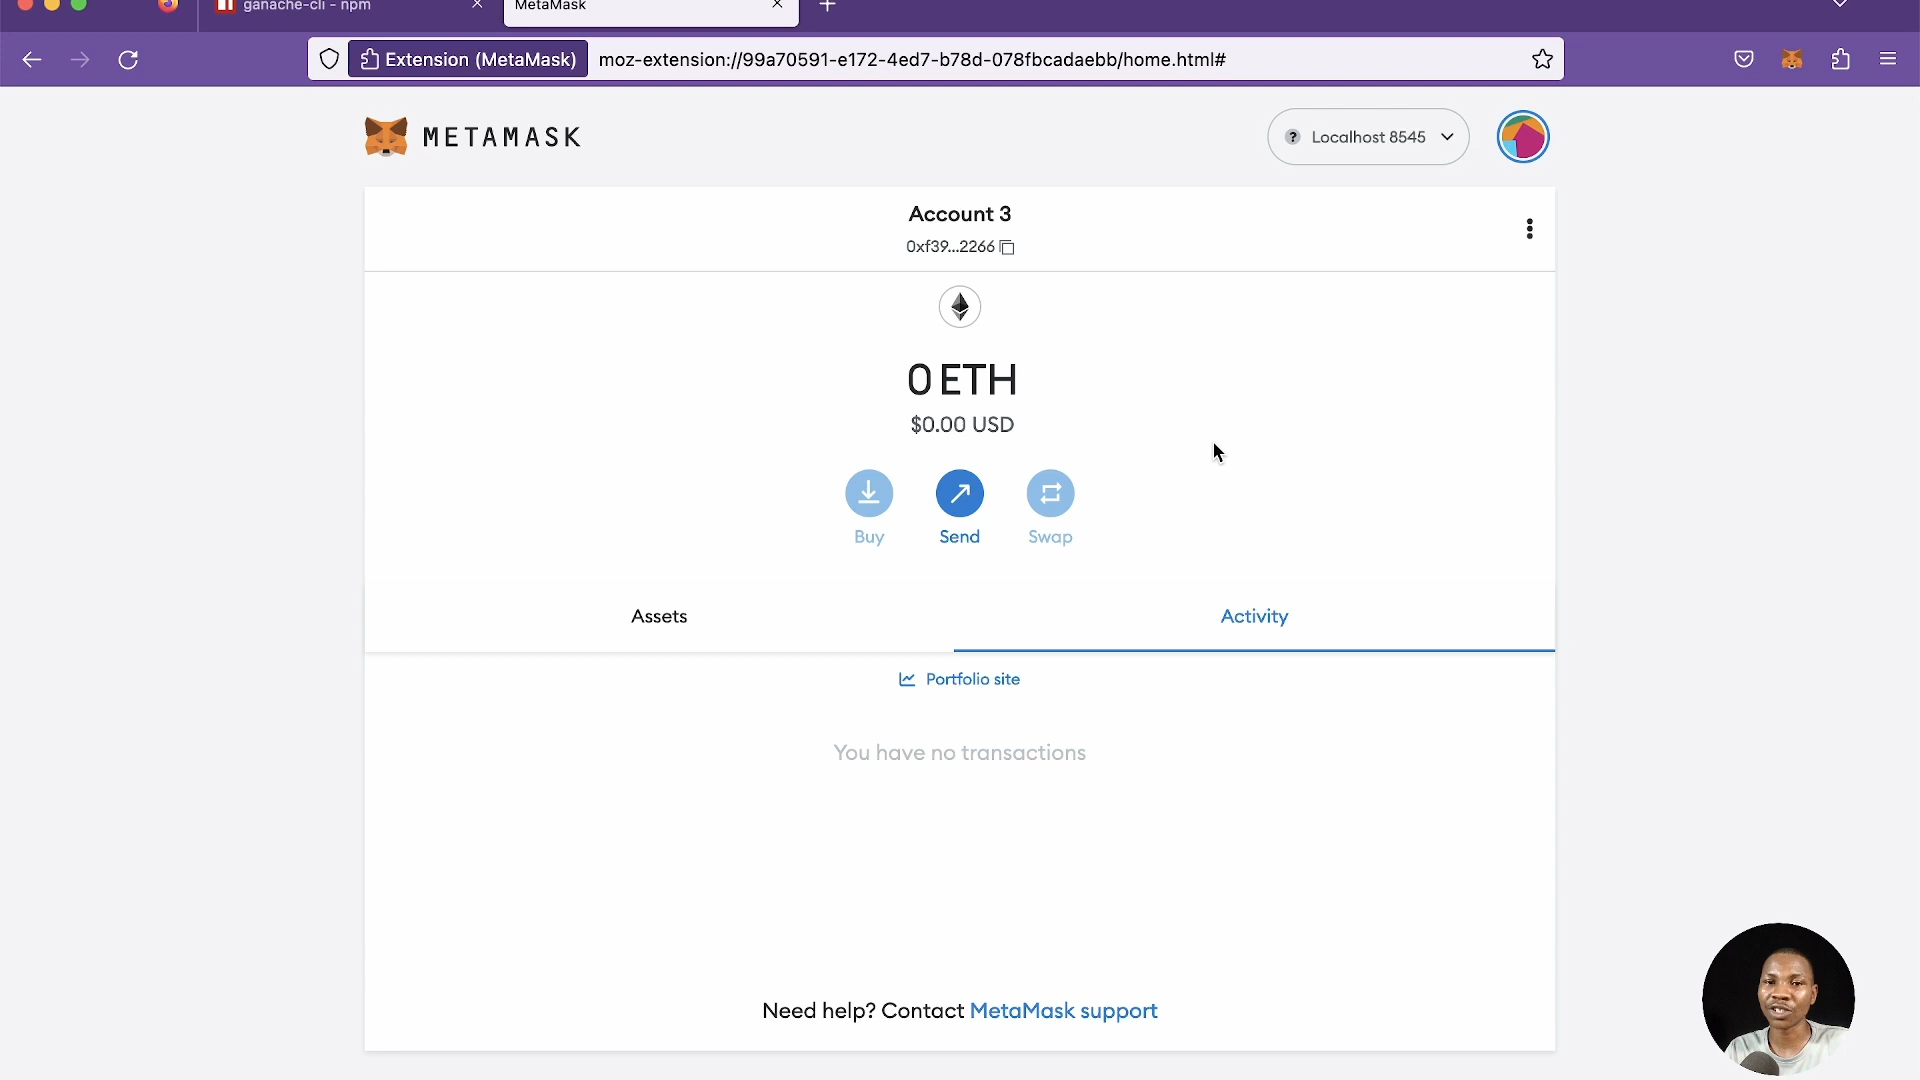 ganache-cli - npm
MetaMask
Extension (MetaMask)
moz-extension://99a70591-e172-4ed7-b78d-078fbcadaebb/home.html#
METAMASK
? Localhost 8545
Account 3
0xf39...2266
0 ETH
$0.00 USD
Buy
Send
Swap
Assets
Activity
Portfolio site
You have no transactions
Need help? Contact MetaMask support